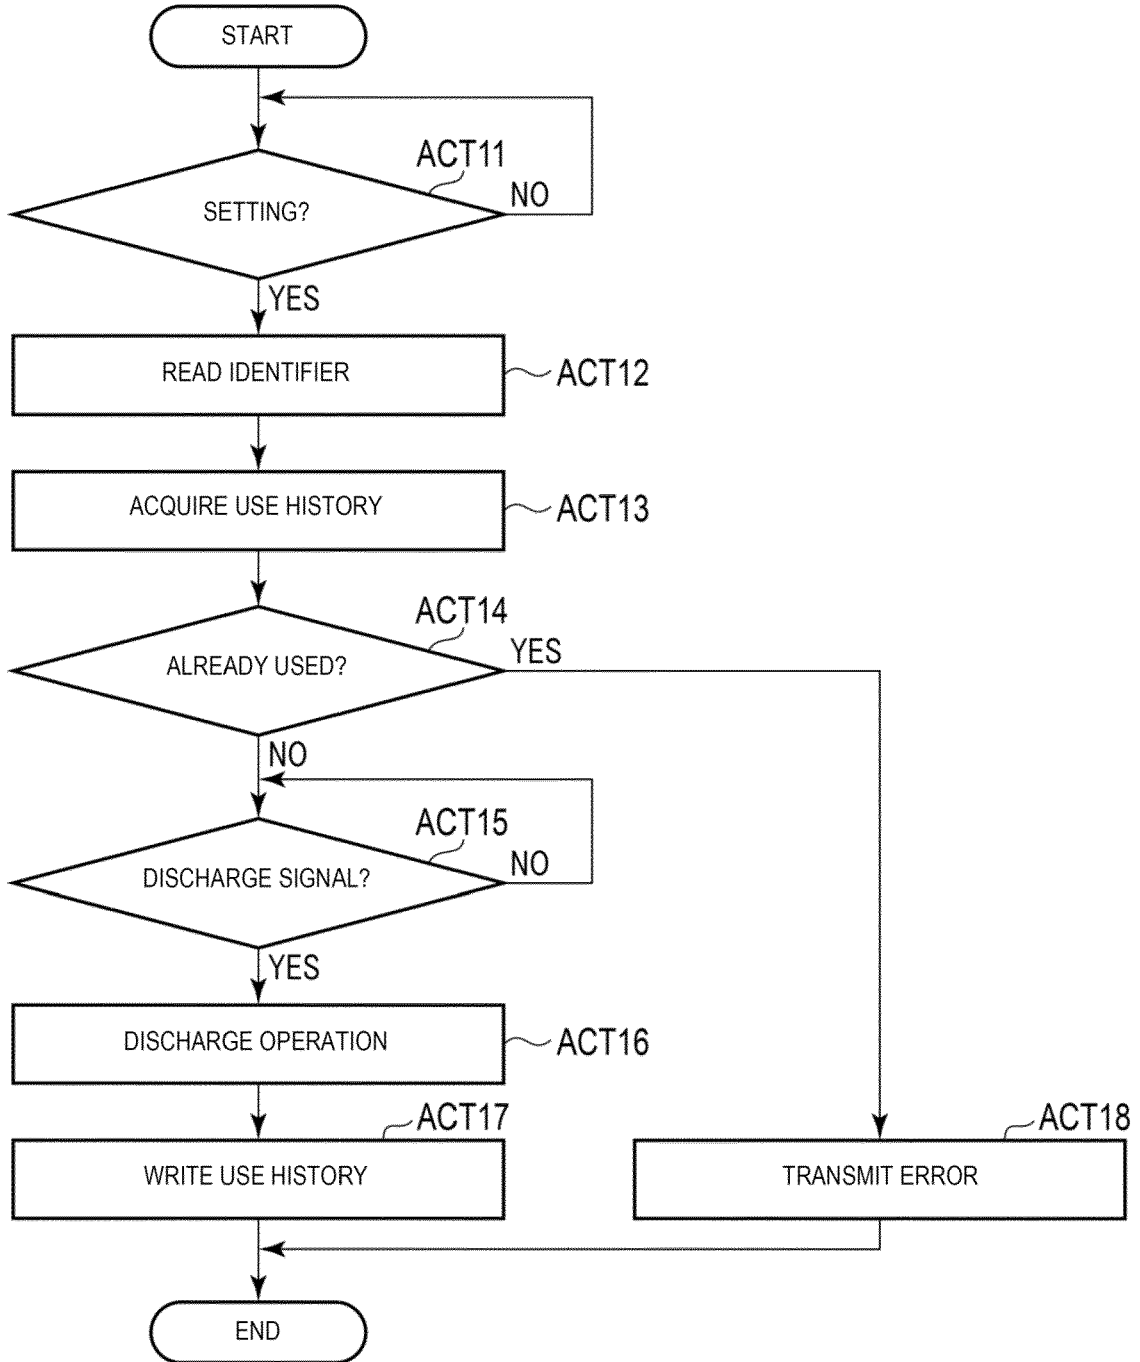 START
ACT11
NO
SETTING?
YES
READ IDENTIFIER
ACT12
ACQUIRE USE HISTORY
ACT13
ACT14
YES
ALREADY USED?
NO
ACT15
NO
DISCHARGE SIGNAL?
YES
DISCHARGE OPERATION
ACT16
ACT17
WRITE USE HISTORY
ACT18
TRANSMIT ERROR
END